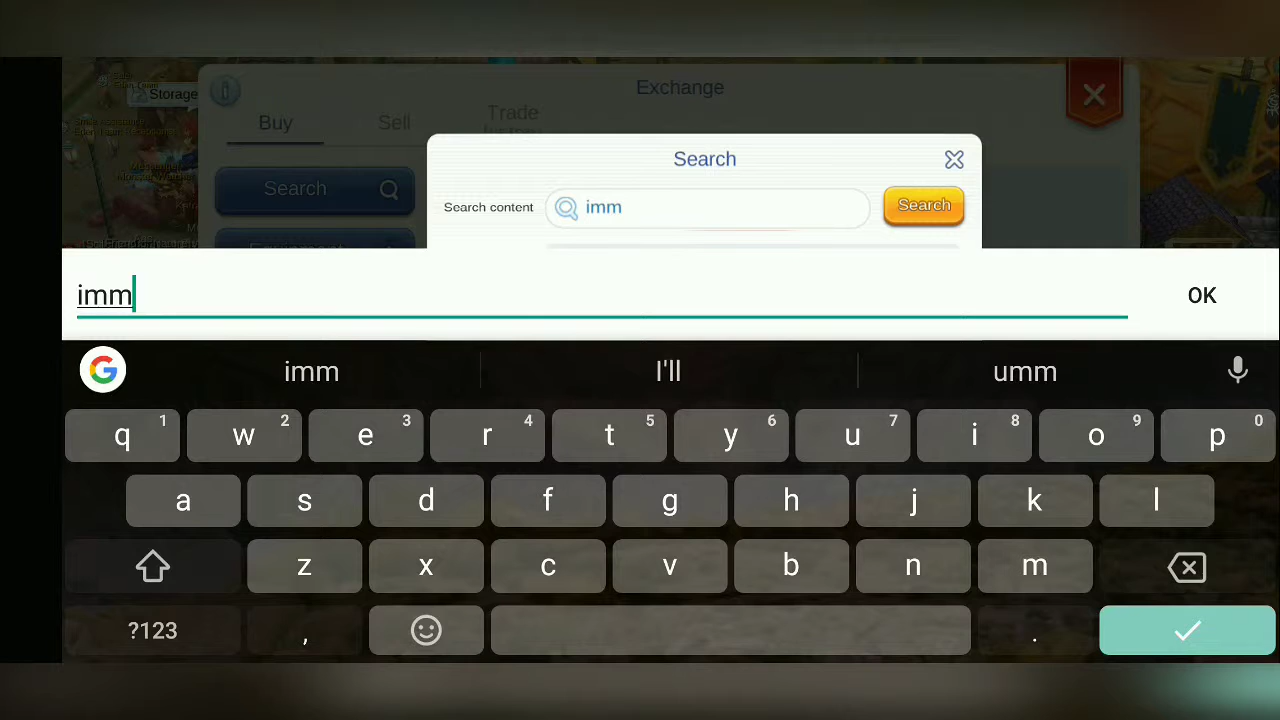 Storage
Exchange
Buy
Sell
Trade
Search
Search
Search content
imm
Search
imm
OK
imm
I'll
umm
q 1 w 2 e 3 r 4 t 5 y 6 u 7 i 8 o 9 p 0
a s d f g h j k l
z x c v b n m
?123 , .